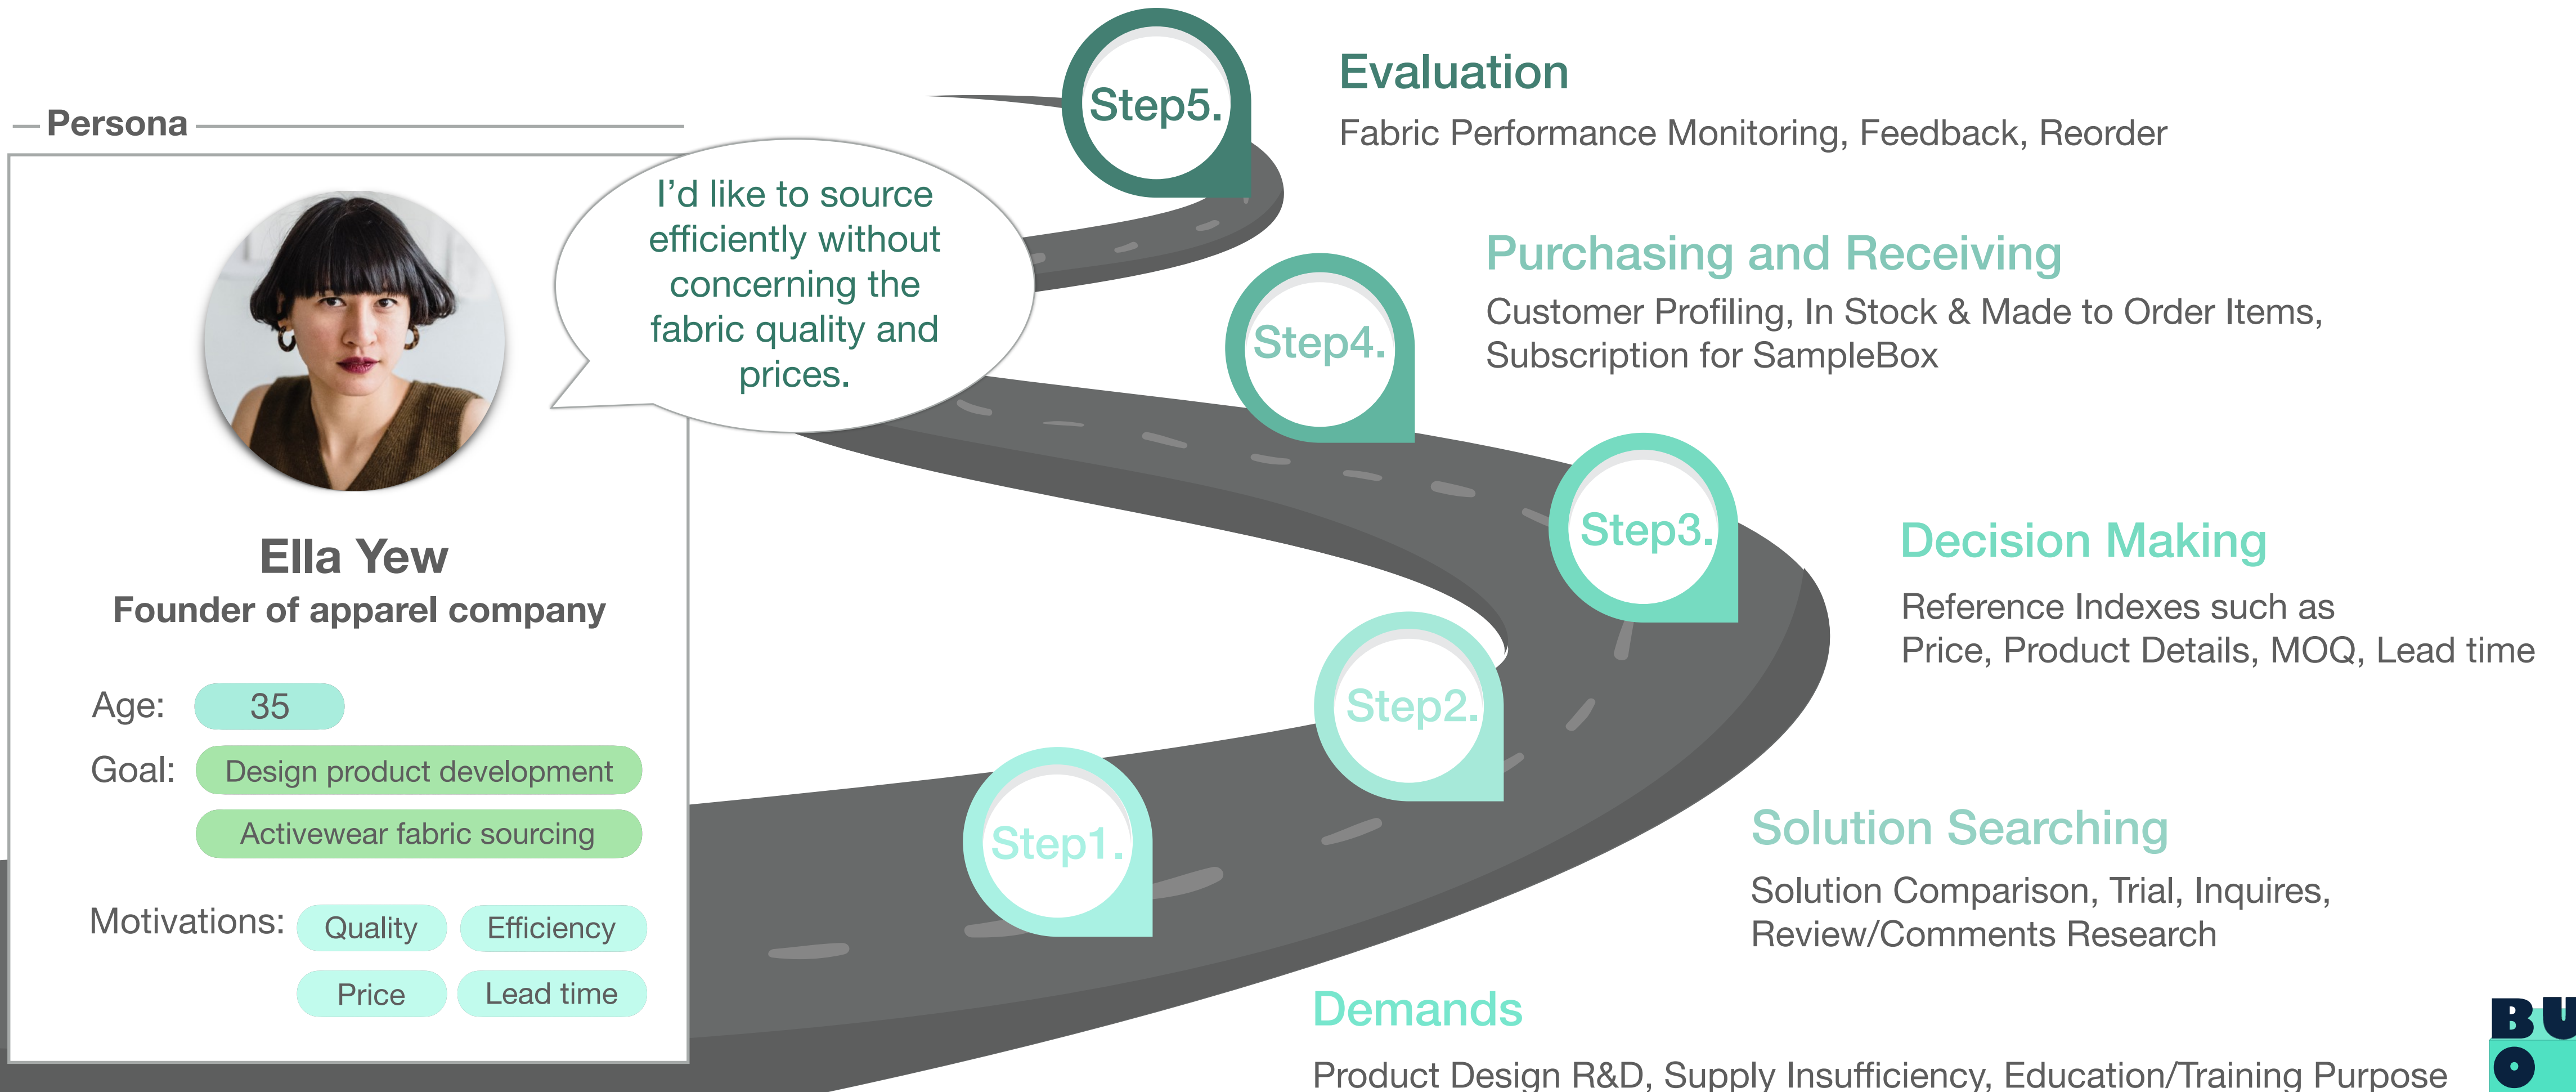 Persona
I'd like to source
efficiently without
concerning the
fabric quality and
prices.
Ella Yew
Founder of apparel company
Age: 35
Goal: Design product development
Activewear fabric sourcing
Motivations: Quality Efficiency
Price Lead time
Step5.
Evaluation
Fabric Performance Monitoring, Feedback, Reorder
Step4.
Purchasing and Receiving
Customer Profiling, In Stock & Made to Order Items,
Subscription for SampleBox
Step3.
Decision Making
Reference Indexes such as
Price, Product Details, MOQ, Lead time
Step2.
Solution Searching
Solution Comparison, Trial, Inquires,
Review/Comments Research
Step1.
Demands
Product Design R&D, Supply Insufficiency, Education/Training Purpose
BU
O